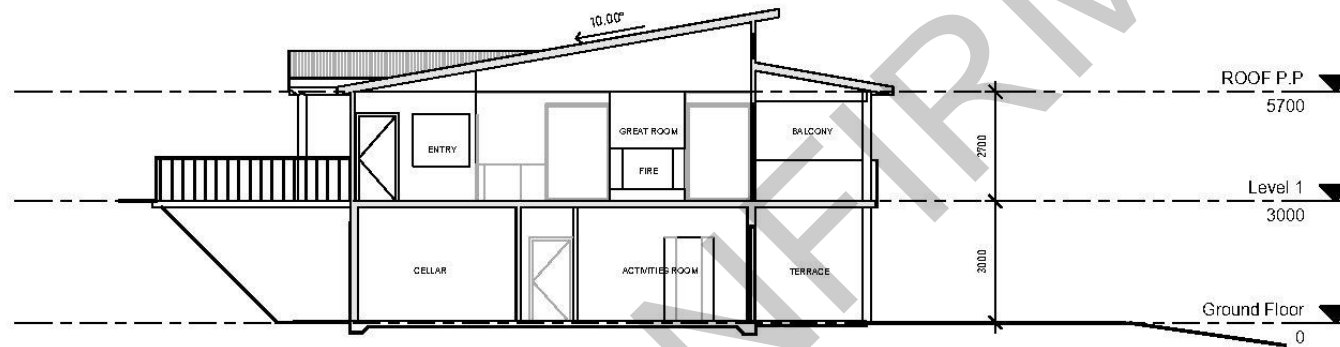 10.00°
ROOF P.P
5700
ENTRY
GREAT ROOM
BALCONY
FIRE
2700
Level 1
3000
CELLAR
ACTIVITIES ROOM
TERRACE
3000
Ground Floor
0
NFIRM